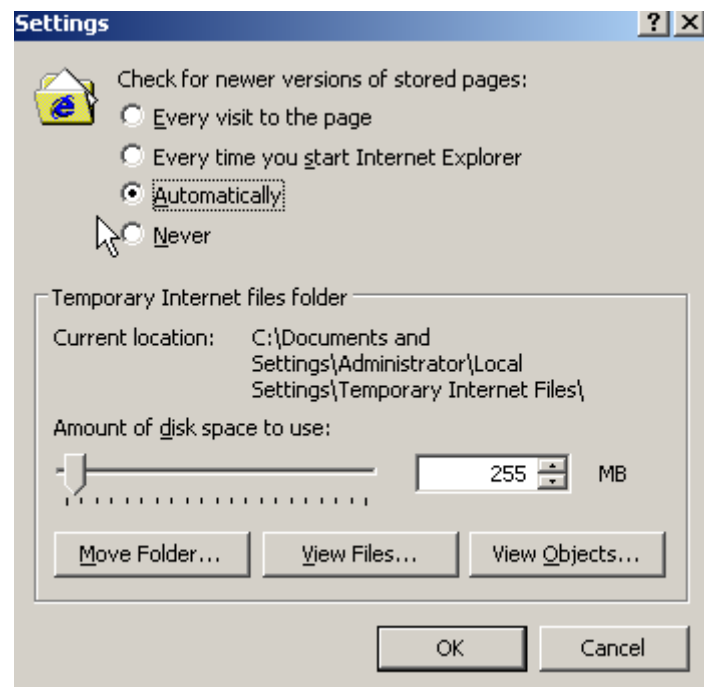 Settings
Check for newer versions of stored pages:
Every visit to the page
Every time you start Internet Explorer
Automatically
Never
Temporary Internet files folder
Current location: C:\Documents and
Settings\Administrator\Local
Settings\Temporary Internet Files\
Amount of disk space to use:
255 MB
Move Folder... View Files... View Objects...
OK Cancel